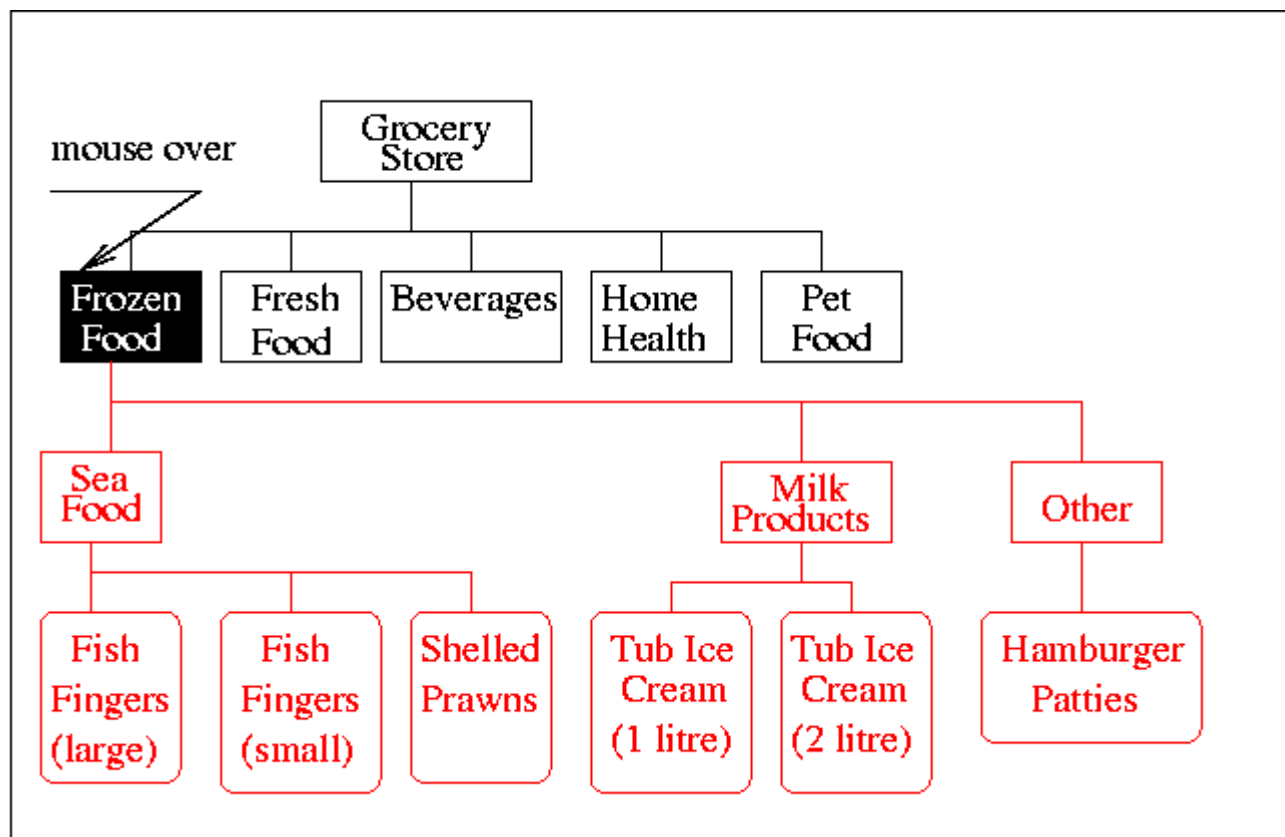 Grocery
Store
mouse over
Frozen
Food
Fresh
Food
Beverages
Home
Health
Pet
Food
Sea
Food
Milk
Products
Other
Fish
Fingers
(large)
Fish
Fingers
(small)
Shelled
Prawns
Tub Ice
Cream
(1 litre)
Tub Ice
Cream
(2 litre)
Hamburger
Patties